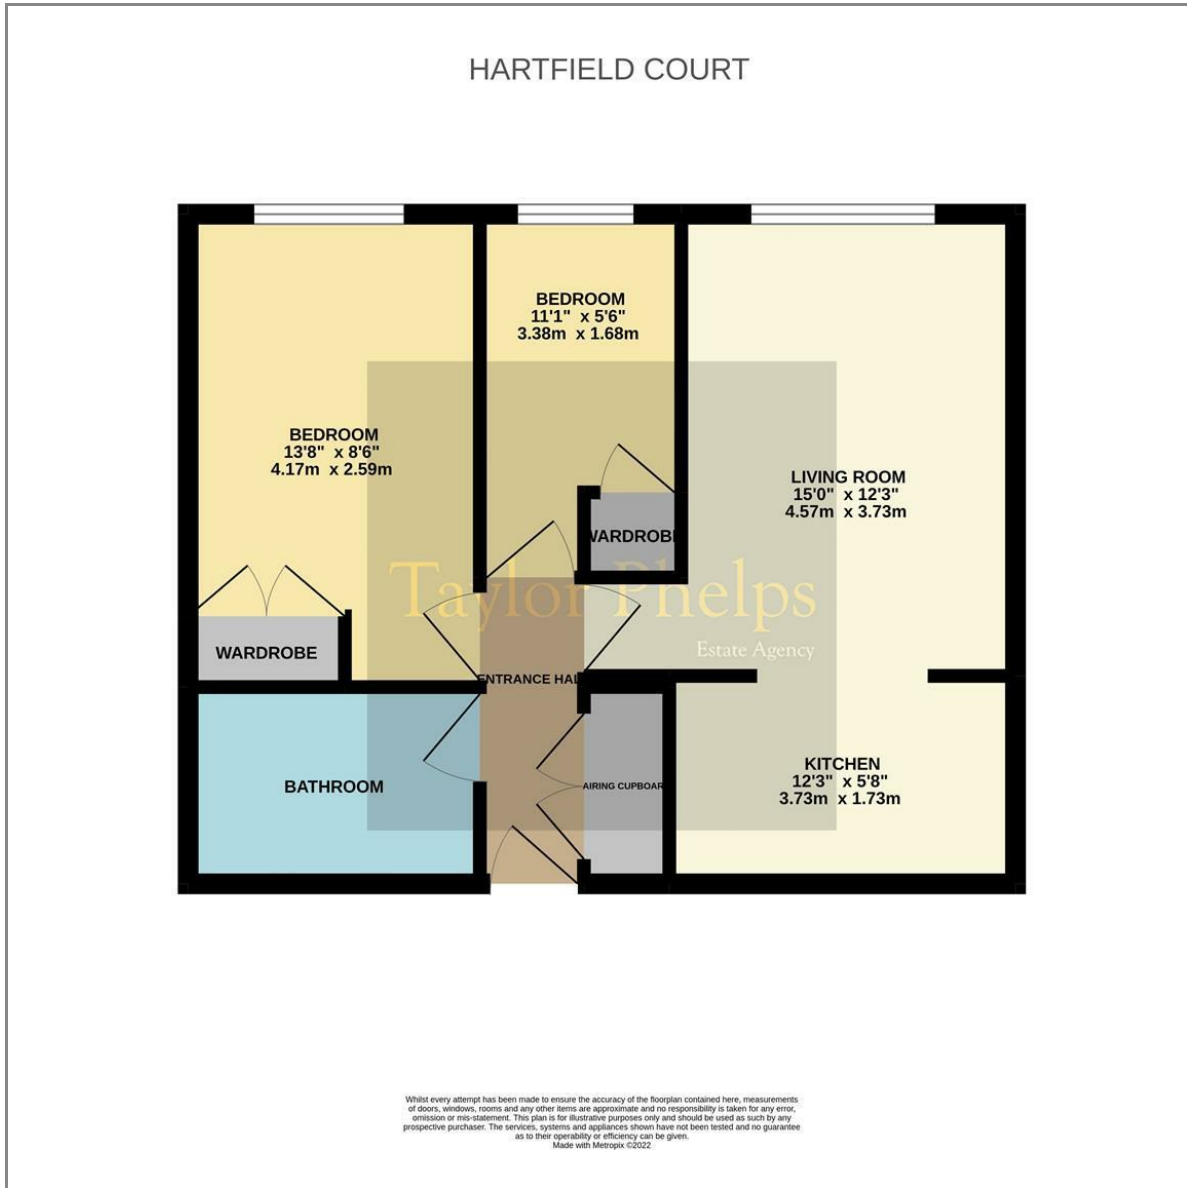 HARTFIELD COURT
BEDROOM
11'1" x 5'6"
3.38m x 1.68m
BEDROOM
13'8" x 8'6"
4.17m x 2.59m
LIVING ROOM
15'0" x 12'3"
4.57m x 3.73m
WARDROBE
Taylor Phelps
Estate Agency
WARDROBE
ENTRANCE HALL
BATHROOM
AIRING CUPBOARD
KITCHEN
12'3" x 5'8"
3.73m x 1.73m
Whilst every attempt has been made to ensure the accuracy of the floorplan contained here, measurements
of doors, windows, rooms and any other items are approximate and no responsibility is taken for any error,
omission or mis-statement. This plan is for illustrative purposes only and should be used as such by any
prospective purchaser. The services, systems and appliances shown have not been tested and no guarantee
as to their operability or efficiency can be given.
Made with Metropix ©2022